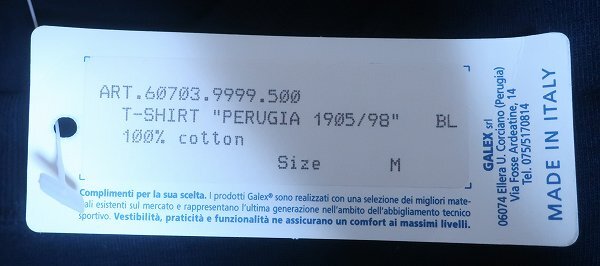 ART.60703.9999.500
T-SHIRT "PERUGIA 1905/98" BL
100% cotton
Size M
Complimenti per la sua scelta. I prodotti Galex® sono realizzati con una selezione dei migliori mate-
riali esistenti sul mercato e rappresentano l'ultima generazione nell'ambito dell'abbigliamento tecnico
sportivo. Vestibilità, praticità e funzionalità ne assicurano un comfort ai massimi livelli.
GALEX srl
06074 Ellera U. Corciano (Perugia)
Via Fosse Ardeatine, 14
Tel. 075/5170814
MADE IN ITALY